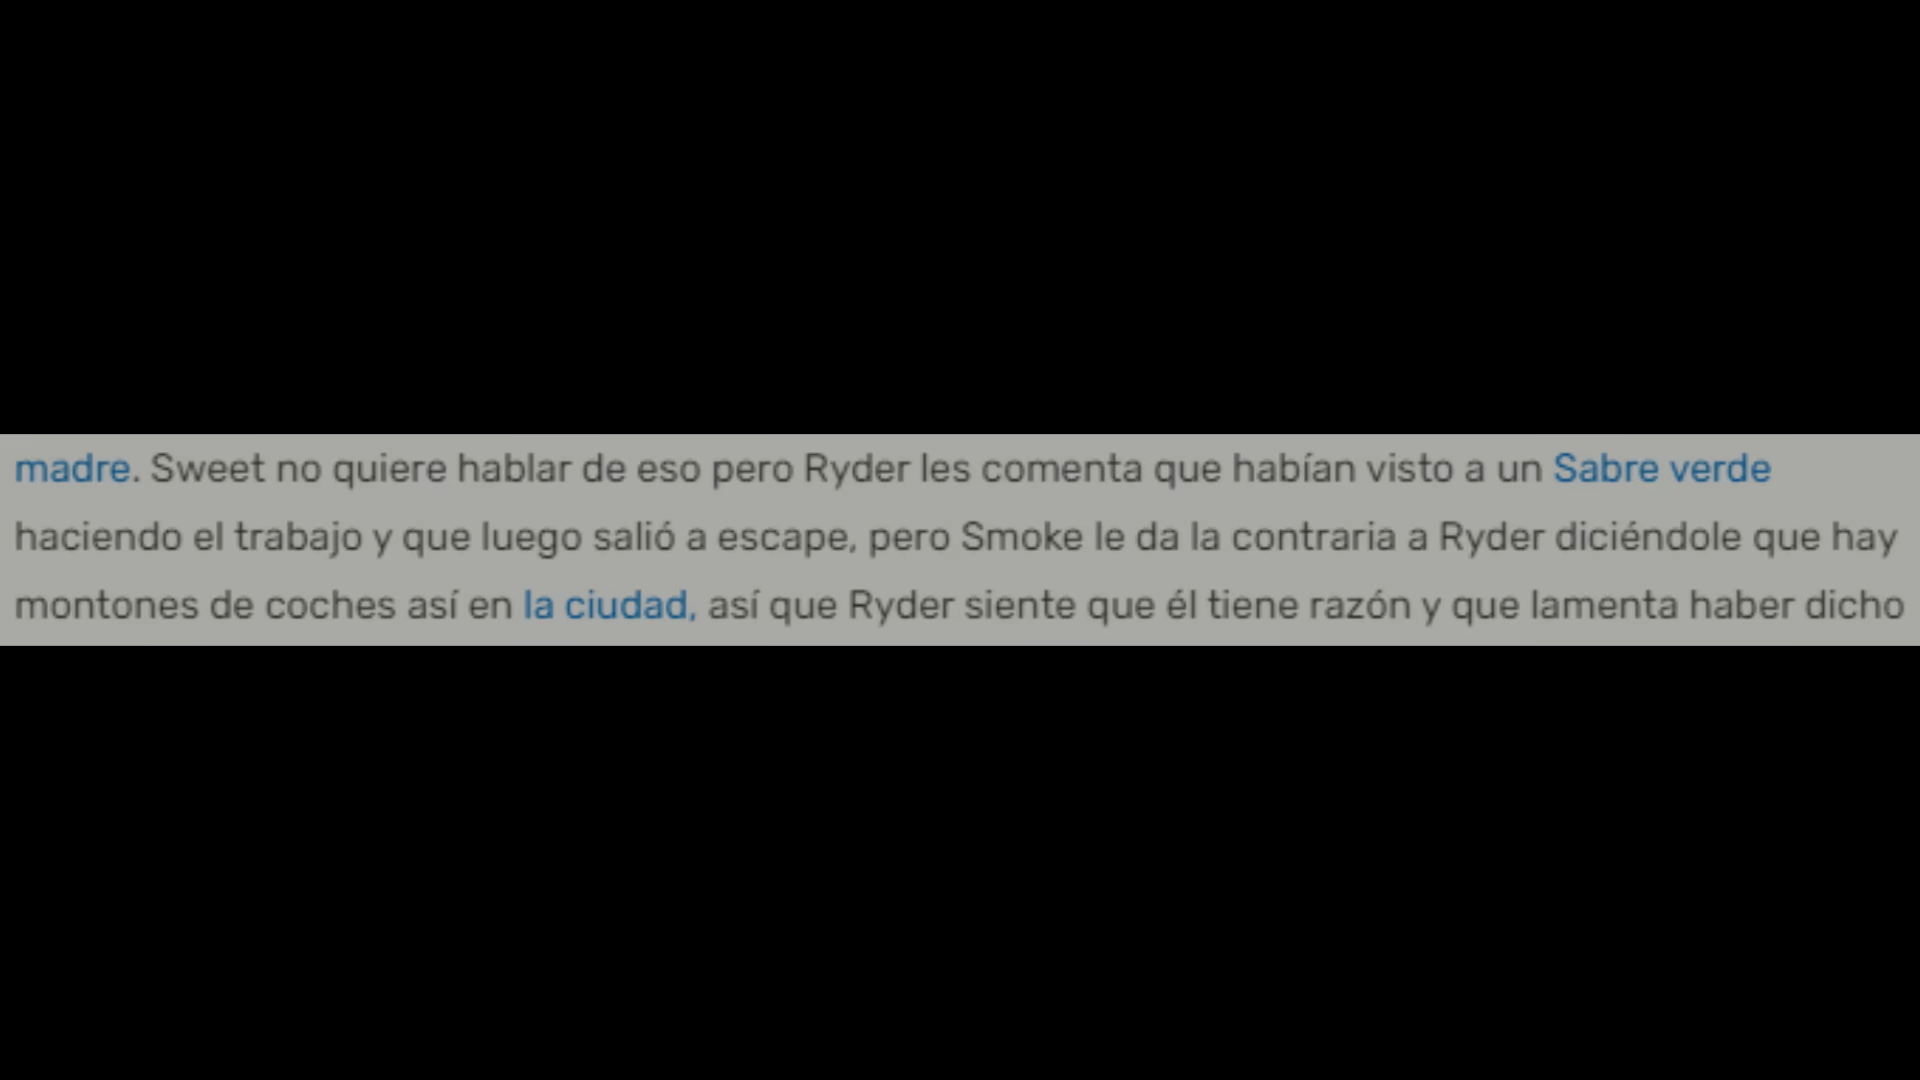 madre. Sweet no quiere hablar de eso pero Ryder les comenta que habían visto a un Sabre verde
haciendo el trabajo y que luego salió a escape, pero Smoke le da la contraria a Ryder diciéndole que hay
montones de coches así en la ciudad, así que Ryder siente que él tiene razón y que lamenta haber dicho